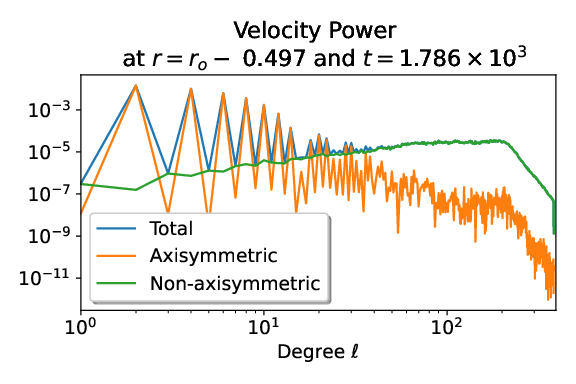 Velocity Power
at r = r_o − 0.497 and t = 1.786 × 10^3
10^−3
10^−5
10^−7
10^−9
10^−11
Total
Axisymmetric
Non-axisymmetric
10^0 10^1 10^2
Degree ℓ